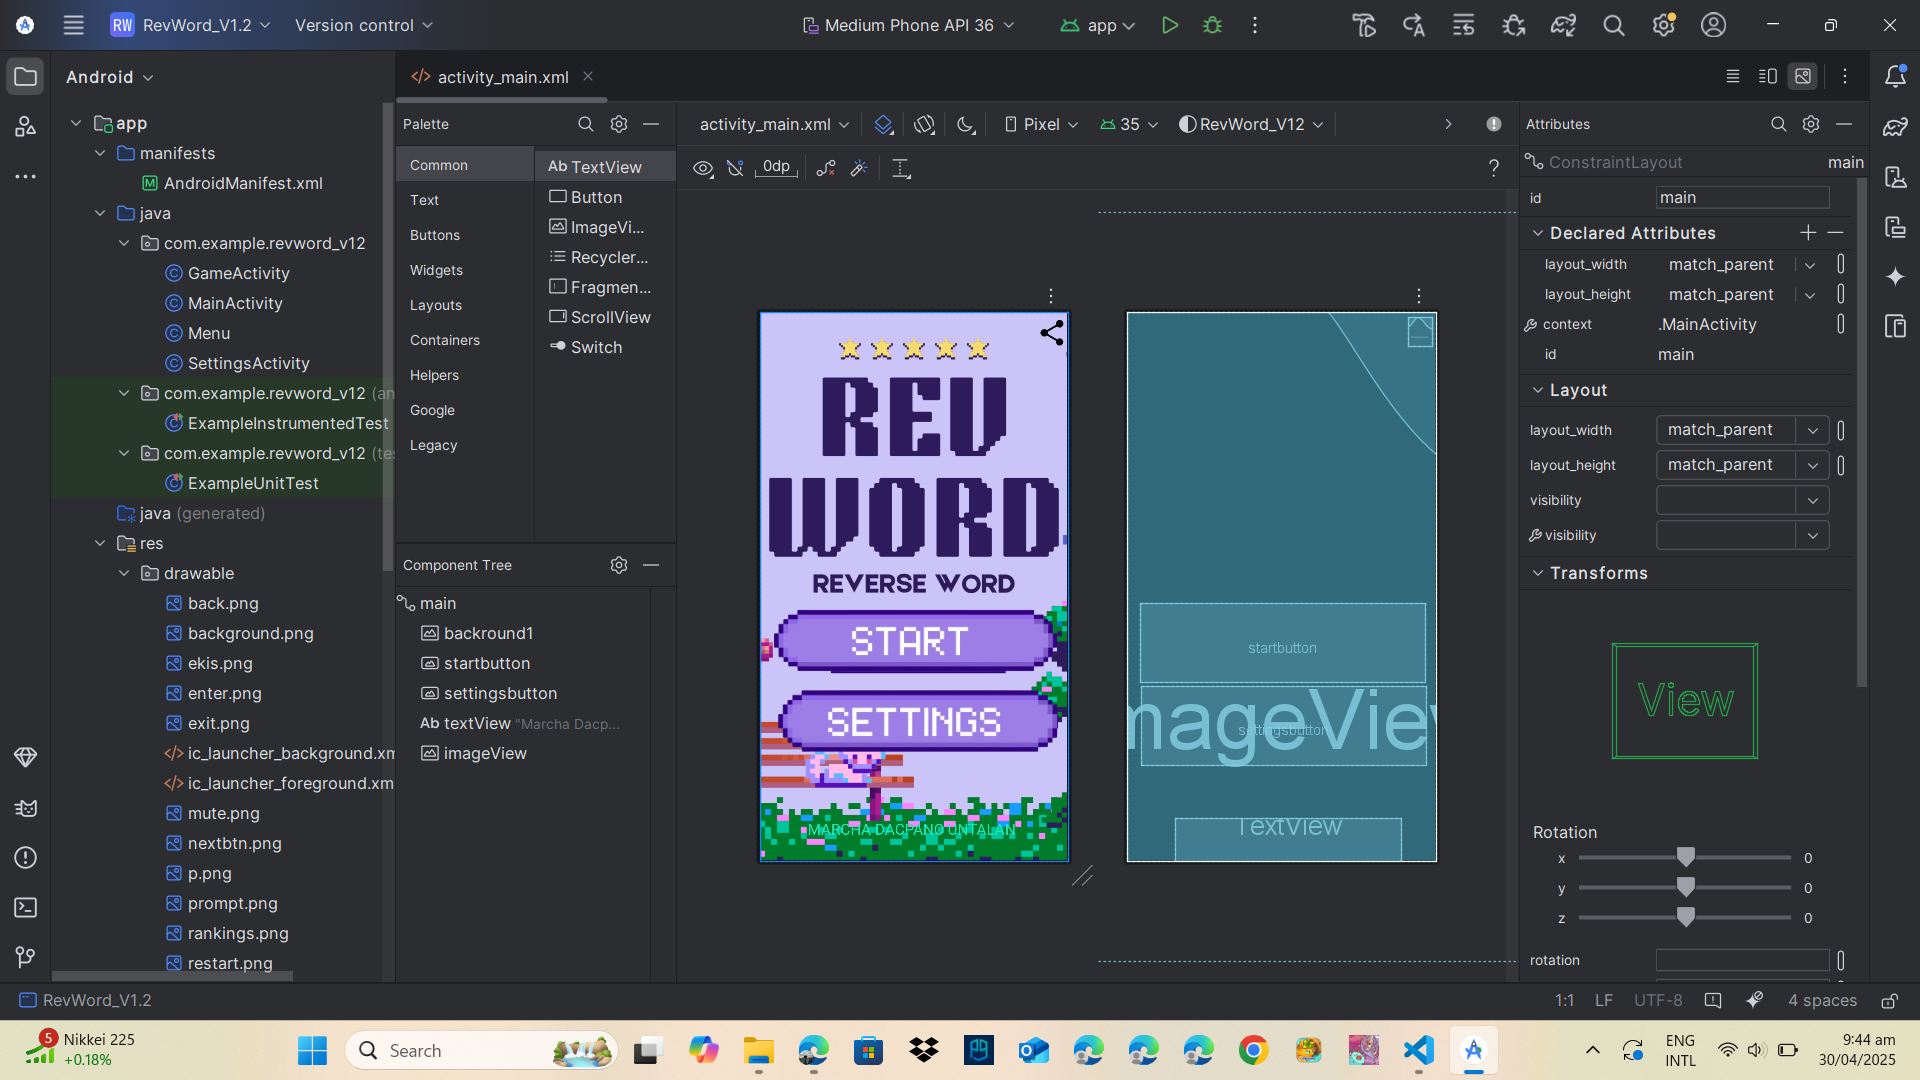 RW RevWord_V1.2 Version control Medium Phone API 36 app
Android
activity_main.xml
app
manifests
AndroidManifest.xml
java
com.example.revword_v12
GameActivity
MainActivity
Menu
SettingsActivity
com.example.revword_v12 (an
ExampleInstrumentedTest
com.example.revword_v12 (tes
ExampleUnitTest
java (generated)
res
drawable
back.png
background.png
ekis.png
enter.png
exit.png
ic_launcher_background.xm
ic_launcher_foreground.xm
mute.png
nextbtn.png
p.png
prompt.png
rankings.png
restart.png
Palette
Common
Text
Buttons
Widgets
Layouts
Containers
Helpers
Google
Legacy
Ab TextView
Button
ImageVi...
Recycler...
Fragmen...
ScrollView
Switch
Component Tree
main
backround1
startbutton
settingsbutton
Ab textView "Marcha Dacp...
imageView
activity_main.xml Pixel 35 RevWord_V12
0dp ?
REV
WORD
REVERSE WORD
START
SETTINGS
MARCHA DACPANO UNTALAN
startbutton
mageView
settingsbutton
TextView
Attributes
ConstraintLayout main
id main
Declared Attributes
layout_width match_parent
layout_height match_parent
context .MainActivity
id main
Layout
layout_width match_parent
layout_height match_parent
visibility
visibility
Transforms
View
Rotation
x 0
y 0
z 0
rotation
RevWord_V1.2 1:1 LF UTF-8 4 spaces
5 Nikkei 225
+0.18%
Search
ENG
INTL
9:44 am
30/04/2025